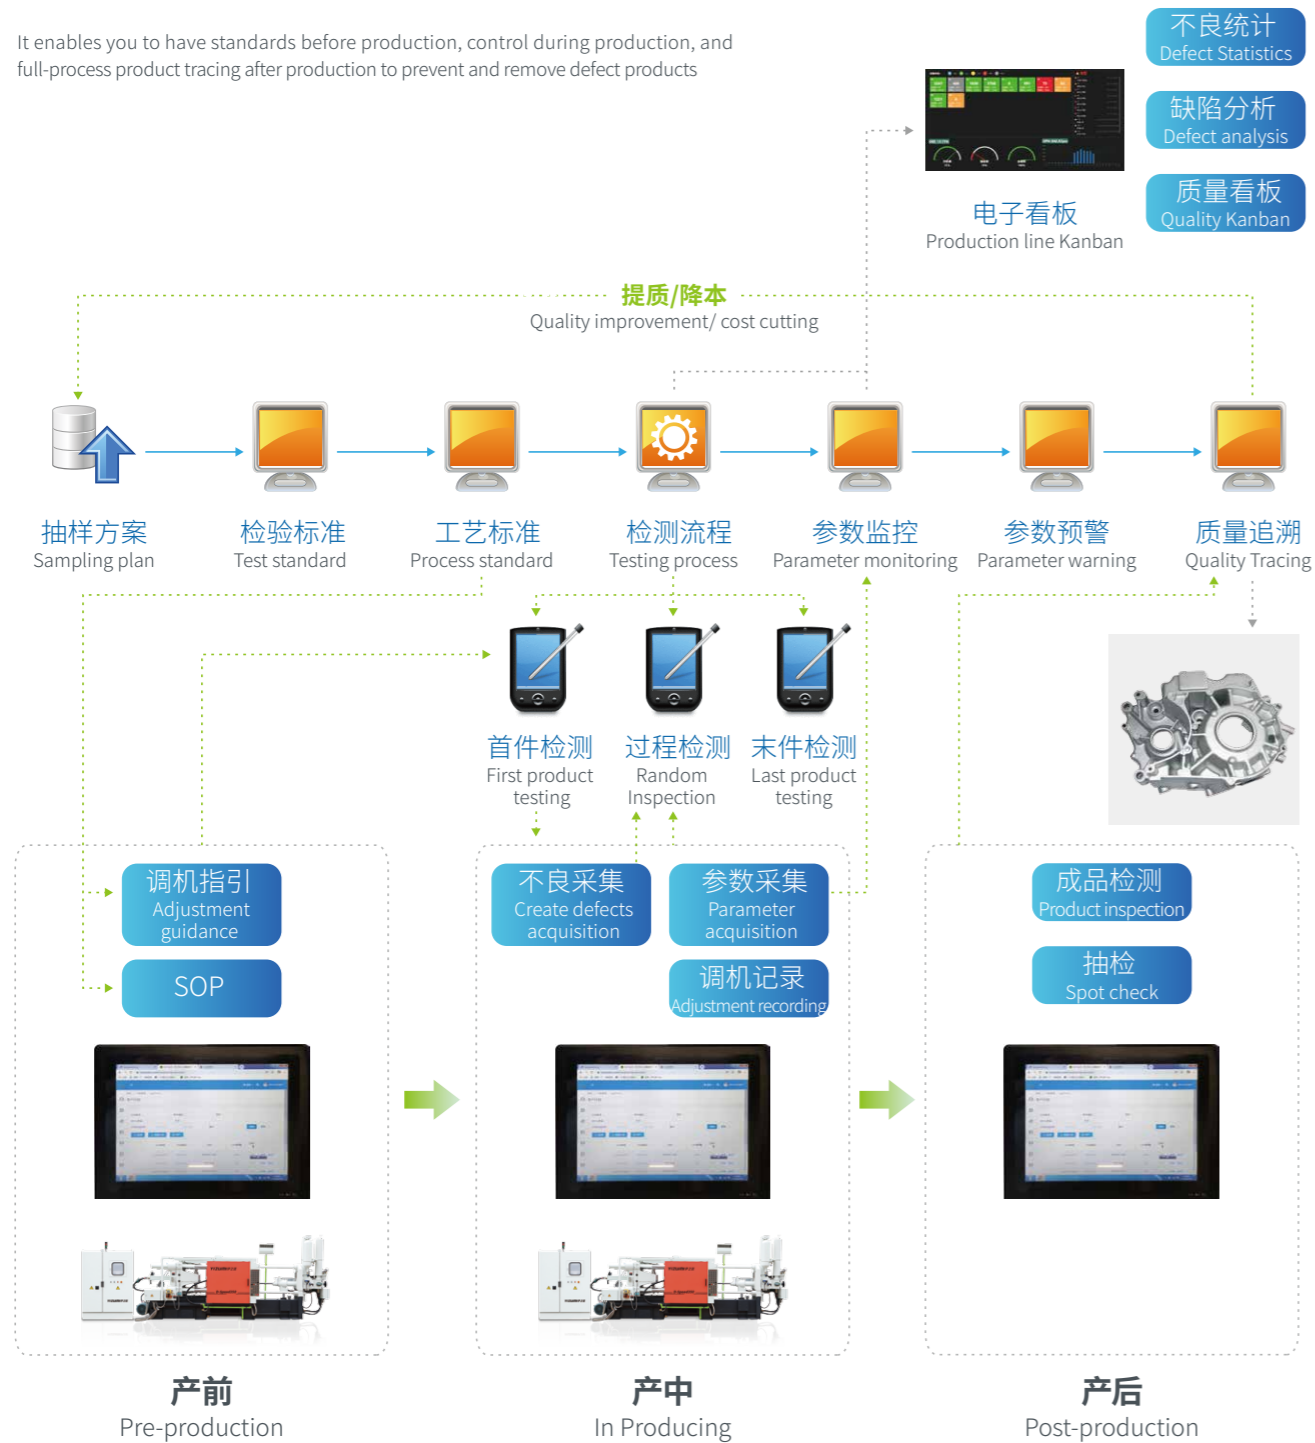 It enables you to have standards before production, control during production, and
full-process product tracing after production to prevent and remove defect products
不良统计
Defect Statistics
缺陷分析
Defect analysis
质量看板
Quality Kanban
电子看板
Production line Kanban
提质/降本
Quality improvement/ cost cutting
抽样方案
Sampling plan
检验标准
Test standard
工艺标准
Process standard
检测流程
Testing process
参数监控
Parameter monitoring
参数预警
Parameter warning
质量追溯
Quality Tracing
首件检测
First product
testing
过程检测
Random
Inspection
末件检测
Last product
testing
调机指引
Adjustment
guidance
SOP
不良采集
Create defects
acquisition
参数采集
Parameter
acquisition
调机记录
Adjustment recording
成品检测
Product inspection
抽检
Spot check
产前
Pre-production
产中
In Producing
产后
Post-production